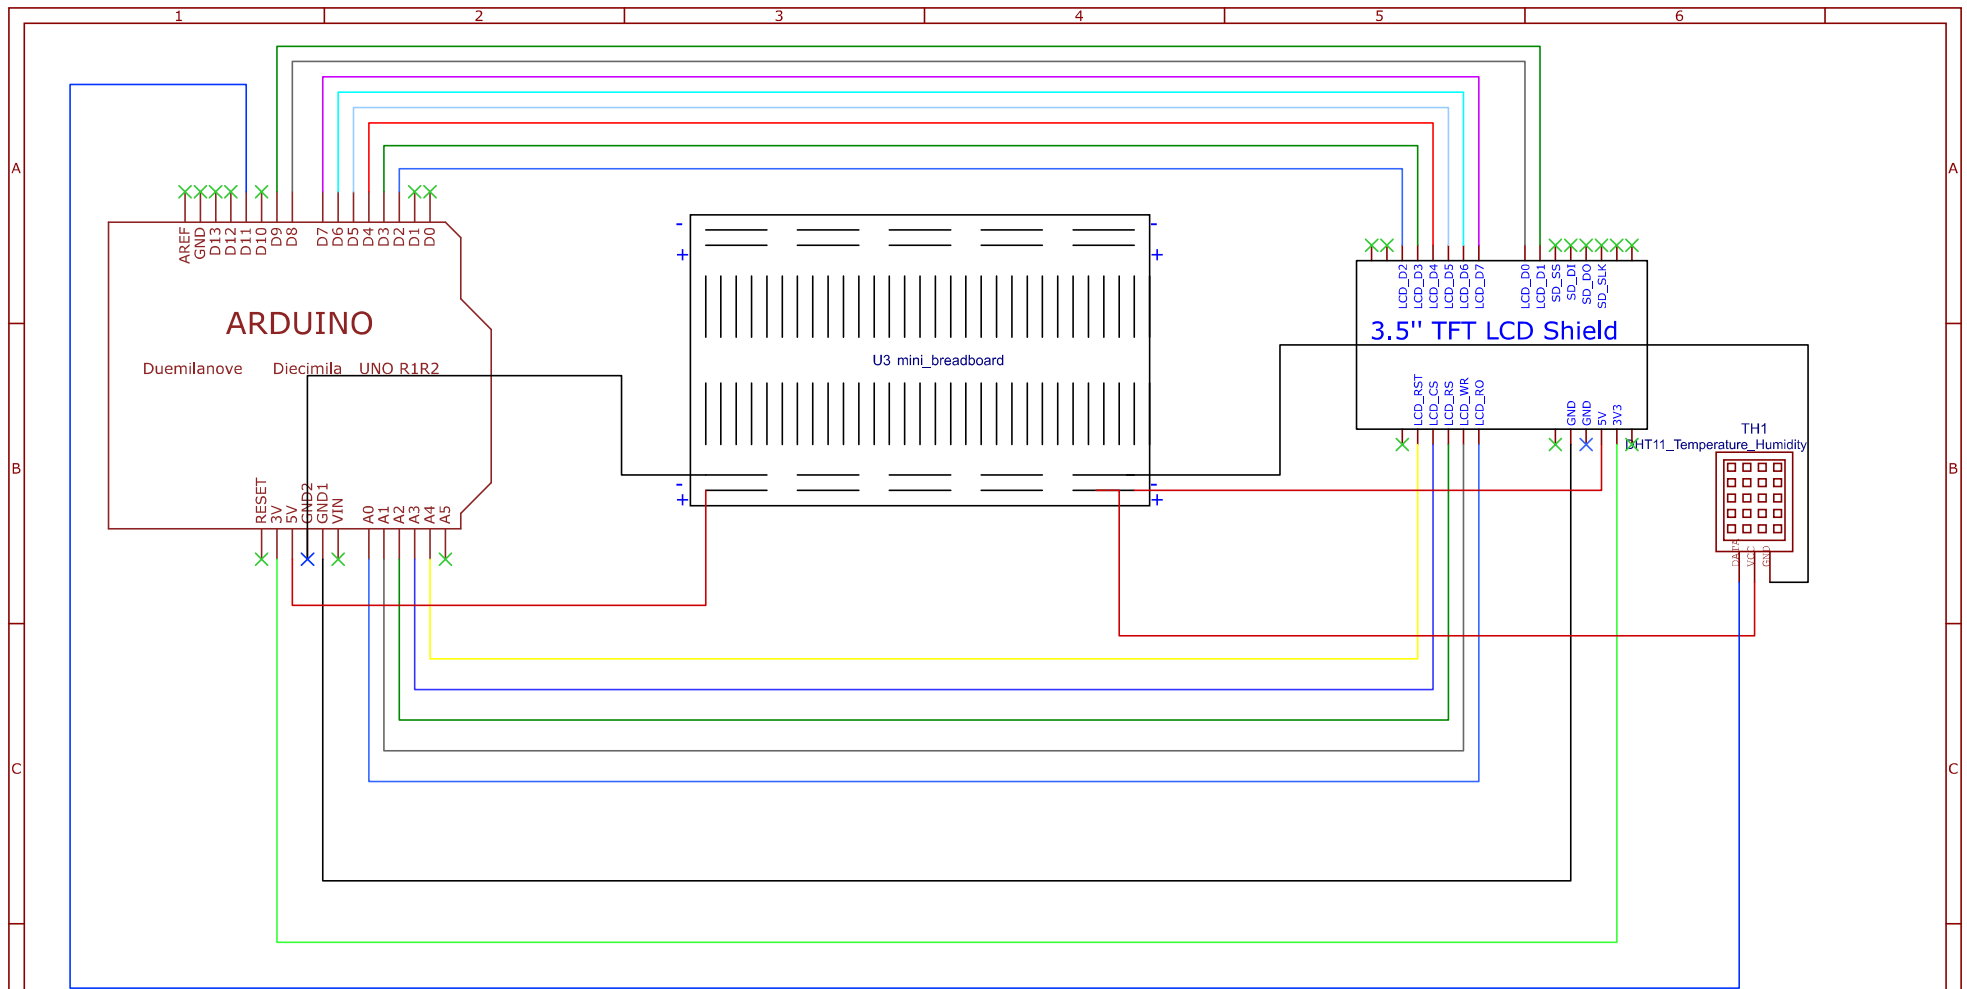 1 2 3 4 5 6
A A
B B
C C
AREF
GND
D13
D12
D11
D10
D9
D8
D7
D6
D5
D4
D3
D2
D1
D0
ARDUINO
Duemilanove Diecimila UNO R1R2
RESET
3V
5V
GND2
GND1
VIN
A0
A1
A2
A3
A4
A5
- -
+ +
U3 mini_breadboard
- -
+ +
LCD_D2
LCD_D3
LCD_D4
LCD_D5
LCD_D6
LCD_D7
LCD_D0
LCD_D1
SD_SS
SD_DI
SD_DO
SD_SLK
3.5'' TFT LCD Shield
LCD_RST
LCD_CS
LCD_RS
LCD_WR
LCD_RO
GND
GND
5V
3V3
TH1
DHT11_Temperature_Humidity
DATA
VCC
GND